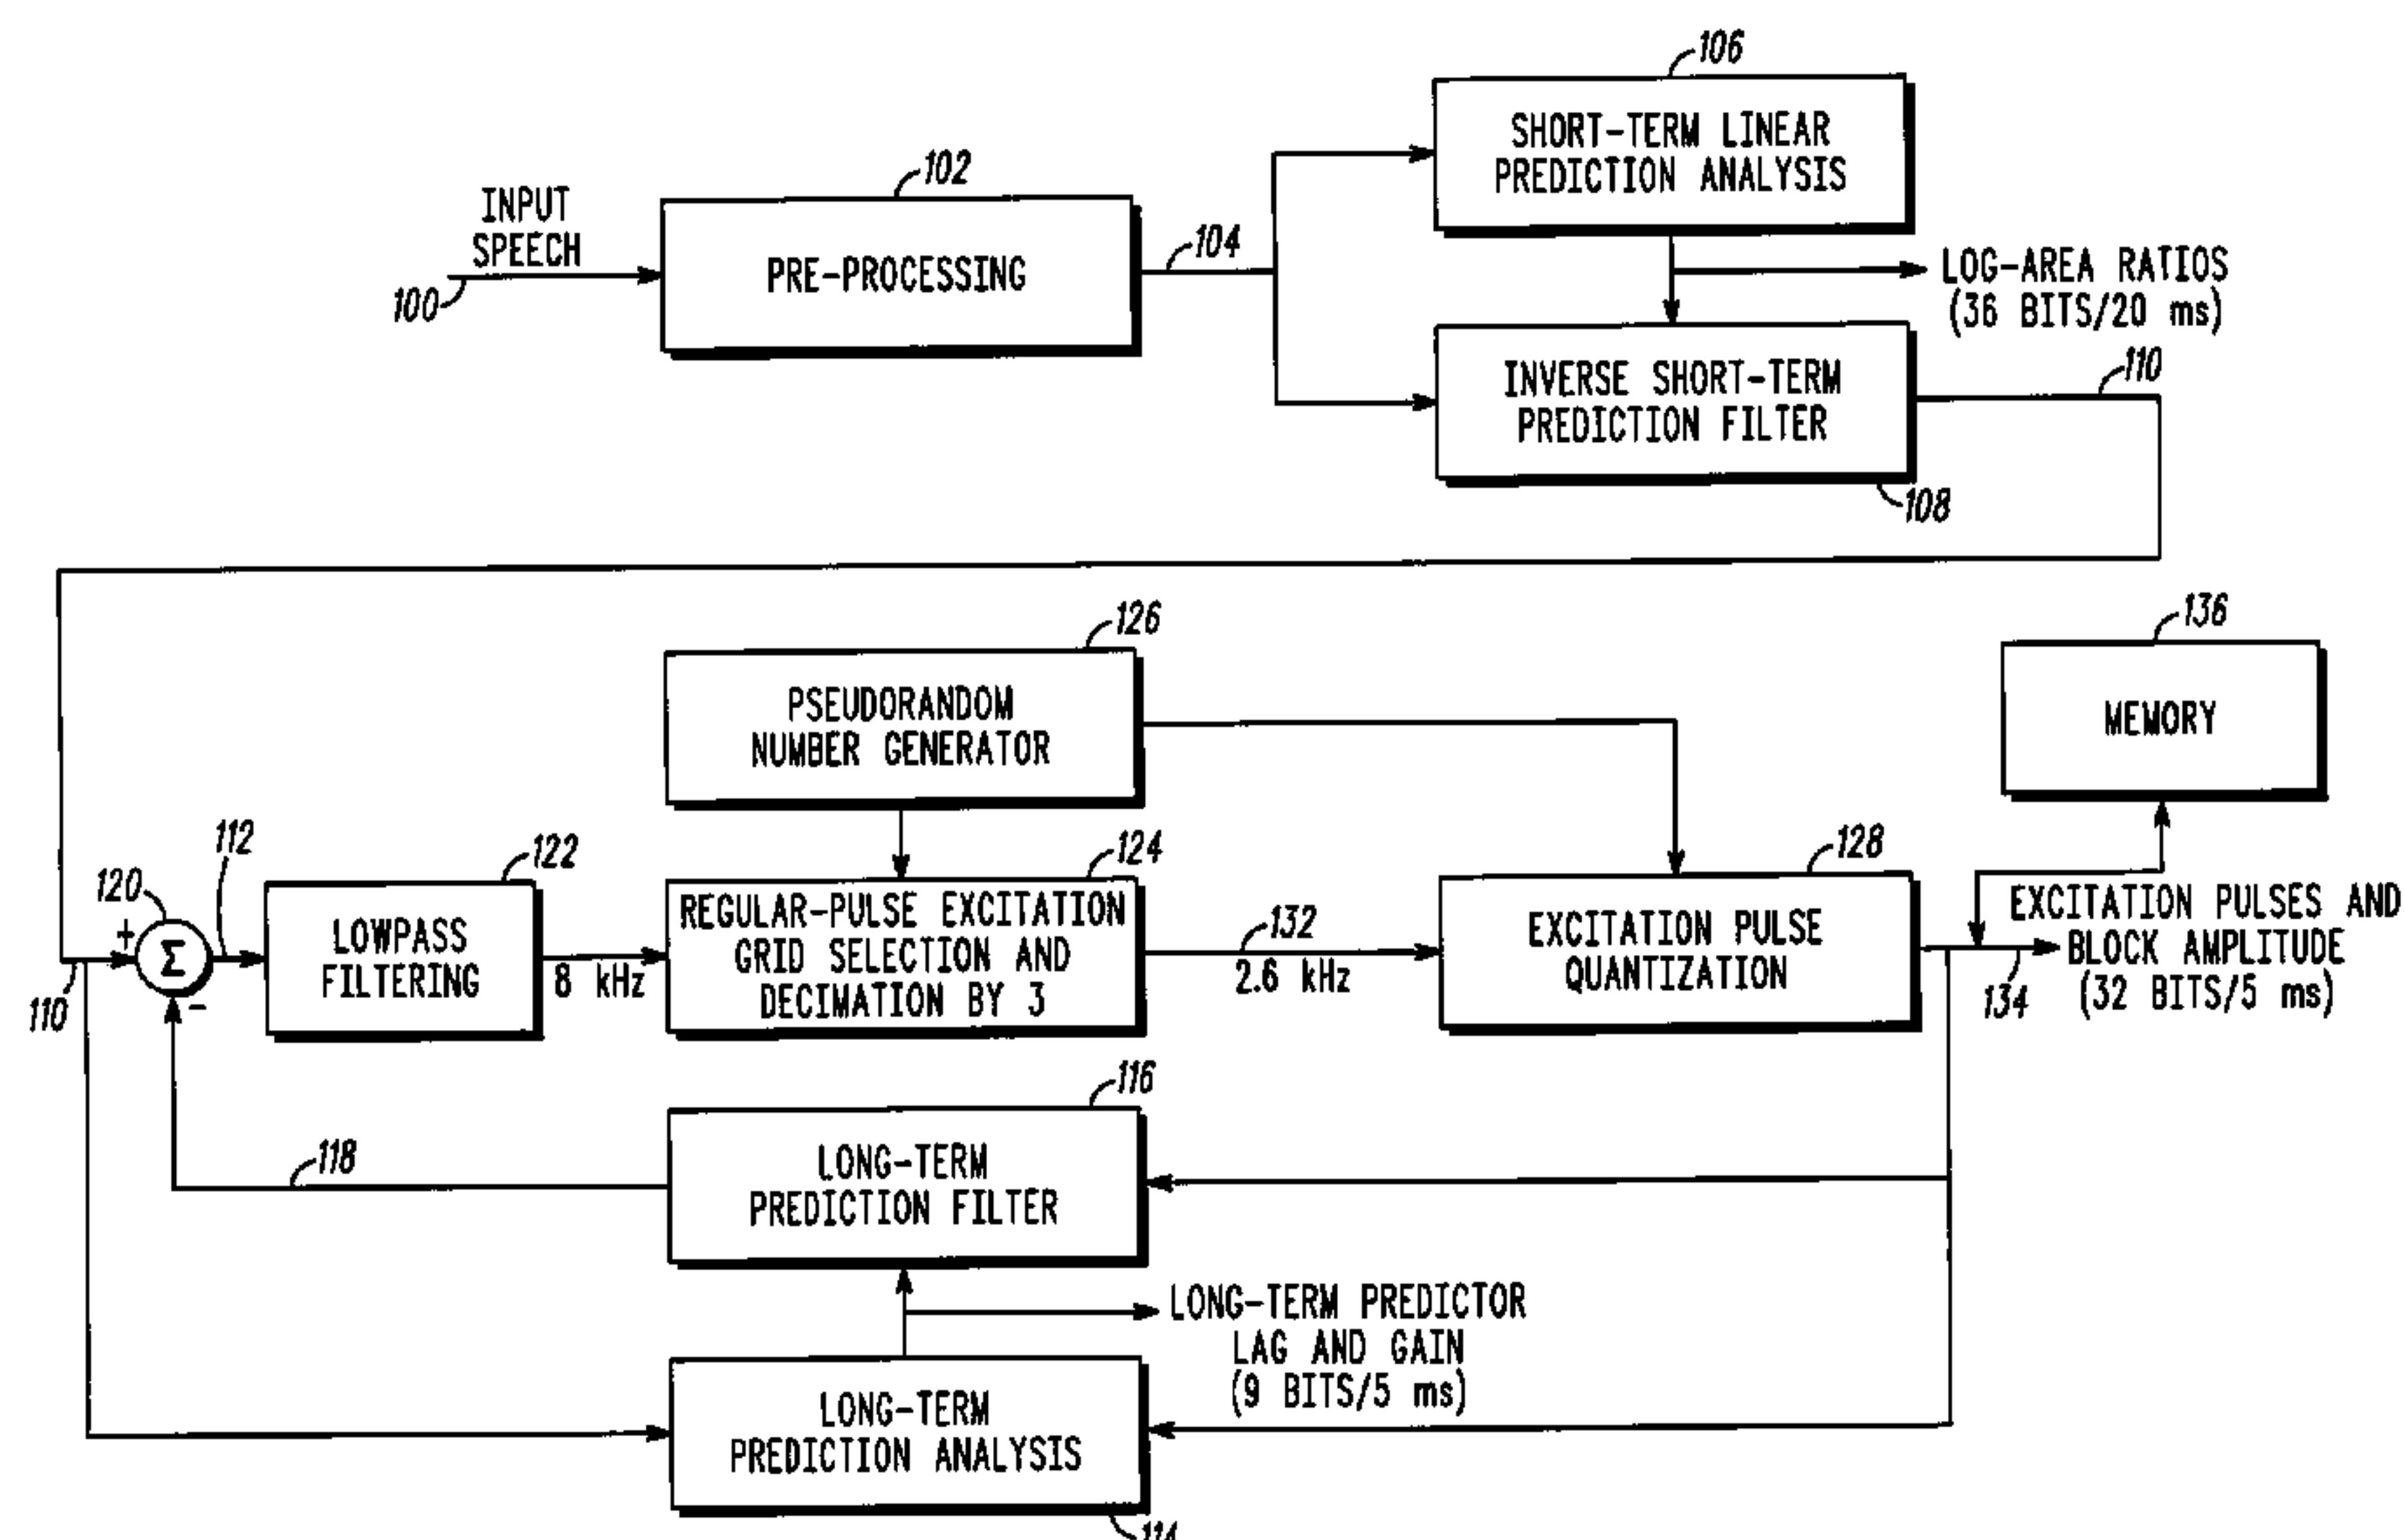 106
SHORT-TERM LINEAR
PREDICTION ANALYSIS
102
INPUT
SPEECH
100
PRE-PROCESSING
104
LOG-AREA RATIOS
(36 BITS/20 ms)
110
INVERSE SHORT-TERM
PREDICTION FILTER
108
126
PSEUDORANDOM
NUMBER GENERATOR
136
MEMORY
120
+
Σ
-
110
112
122
LOWPASS
FILTERING
8 kHz
124
REGULAR-PULSE EXCITATION
GRID SELECTION AND
DECIMATION BY 3
132
2.6 kHz
128
EXCITATION PULSE
QUANTIZATION
EXCITATION PULSES AND
BLOCK AMPLITUDE
(32 BITS/5 ms)
134
116
LONG-TERM
PREDICTION FILTER
118
LONG-TERM PREDICTOR
LAG AND GAIN
(9 BITS/5 ms)
LONG-TERM
PREDICTION ANALYSIS
114